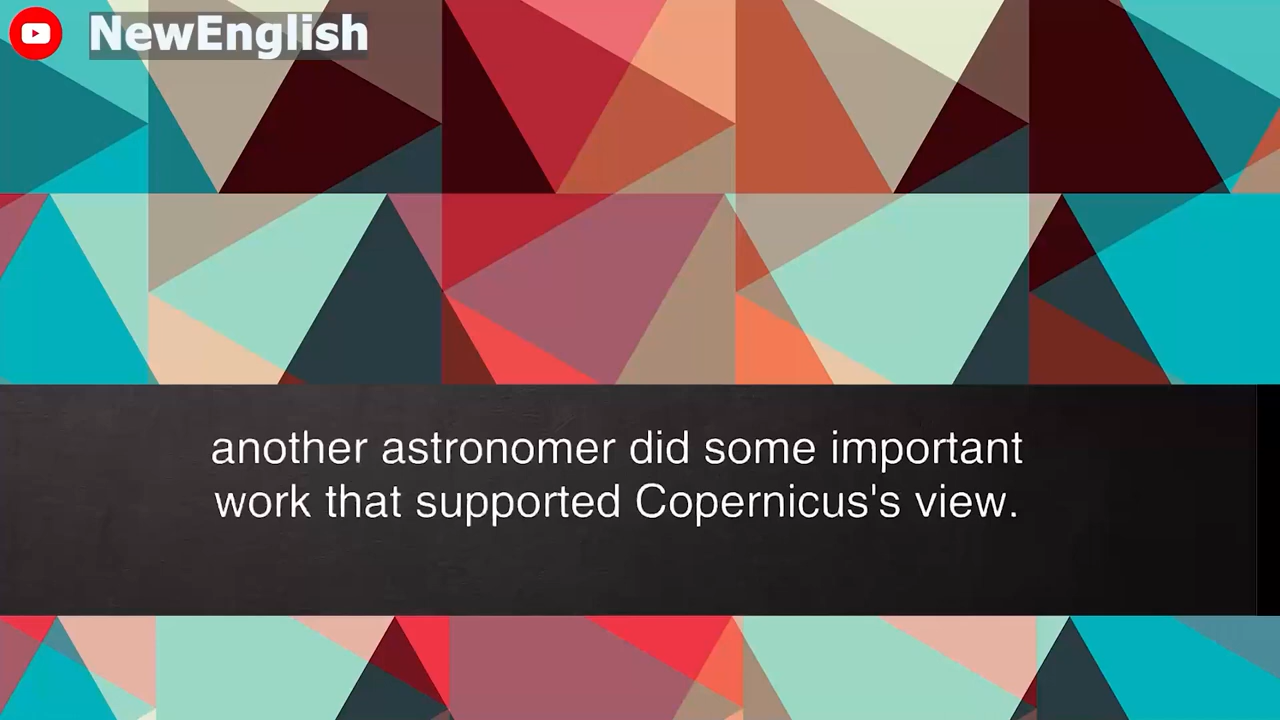 NewEnglish
another astronomer did some important
work that supported Copernicus's view.